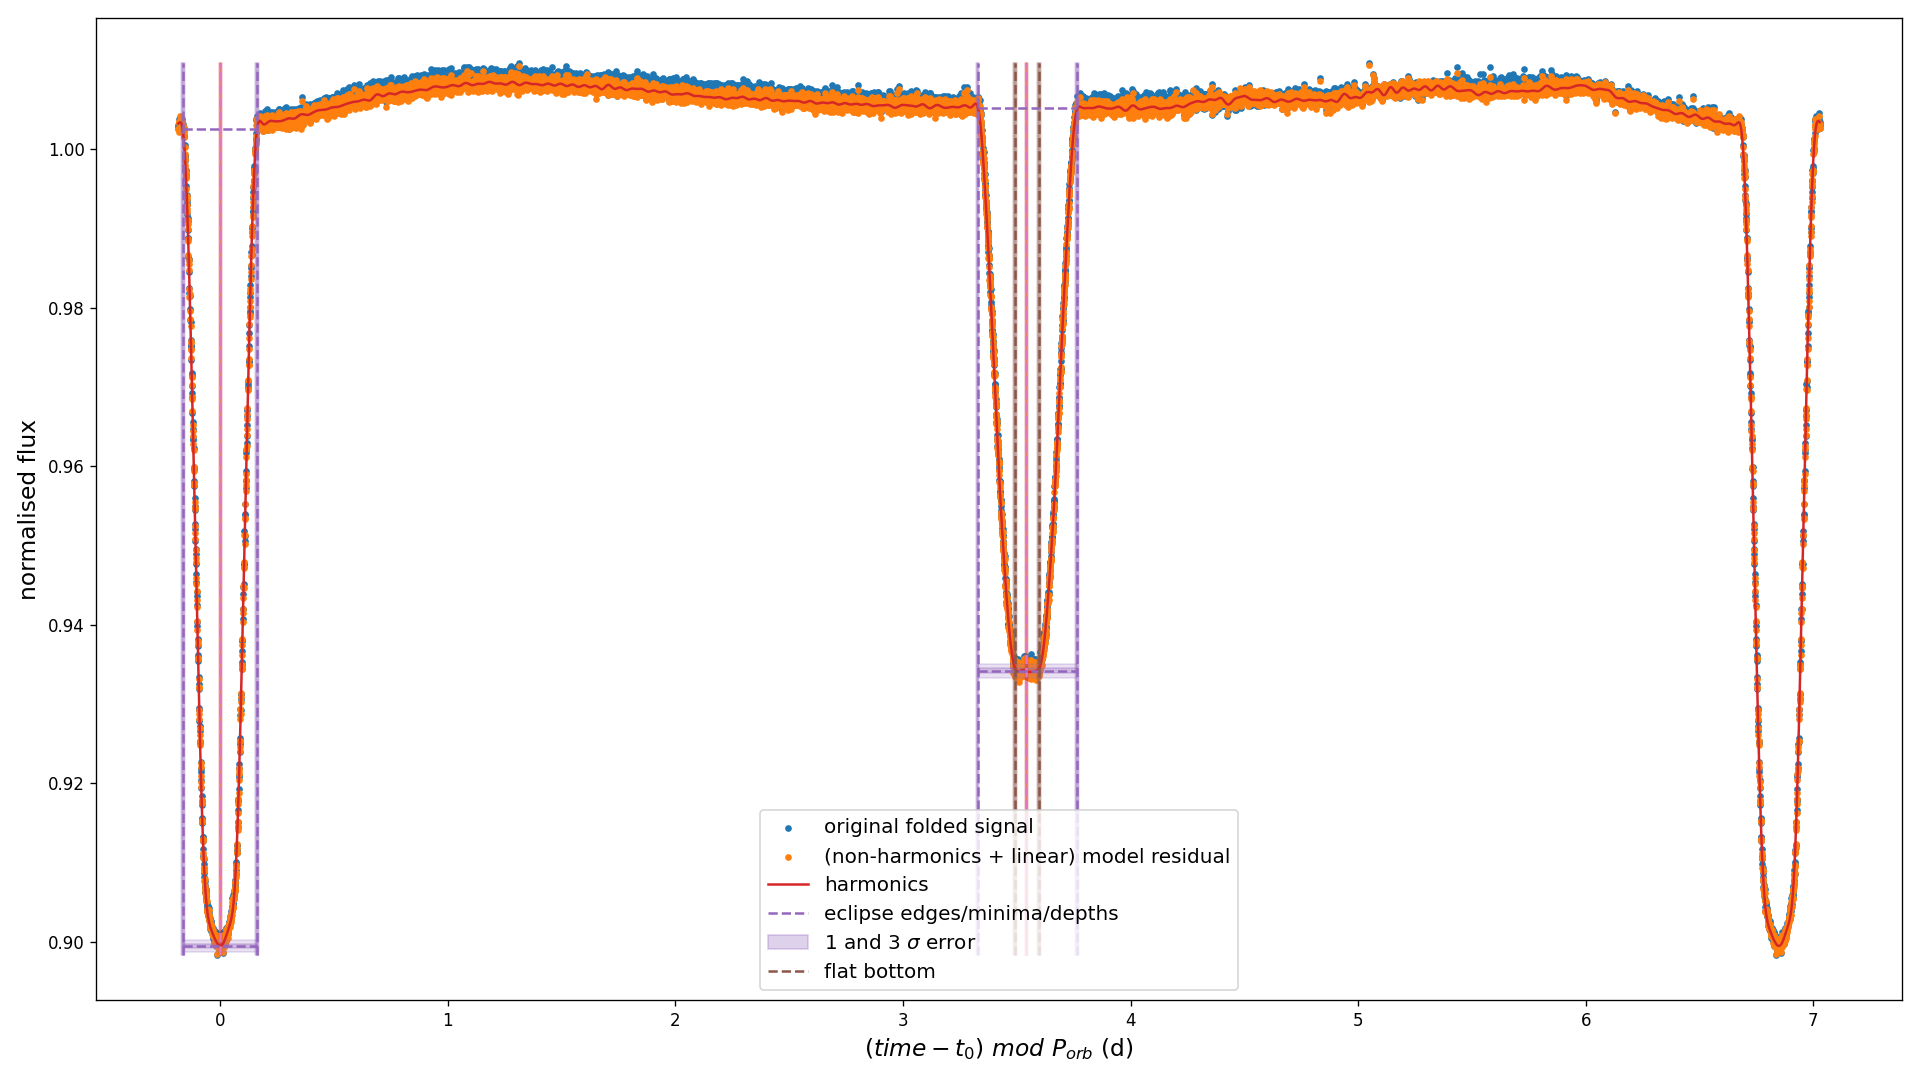 normalised flux
1.00
0.98
0.96
0.94
0.92
0.90
original folded signal
(non-harmonics + linear) model residual
harmonics
eclipse edges/minima/depths
1 and 3 σ error
flat bottom
0 1 2 3 4 5 6 7
(time − t₀) mod P_orb (d)